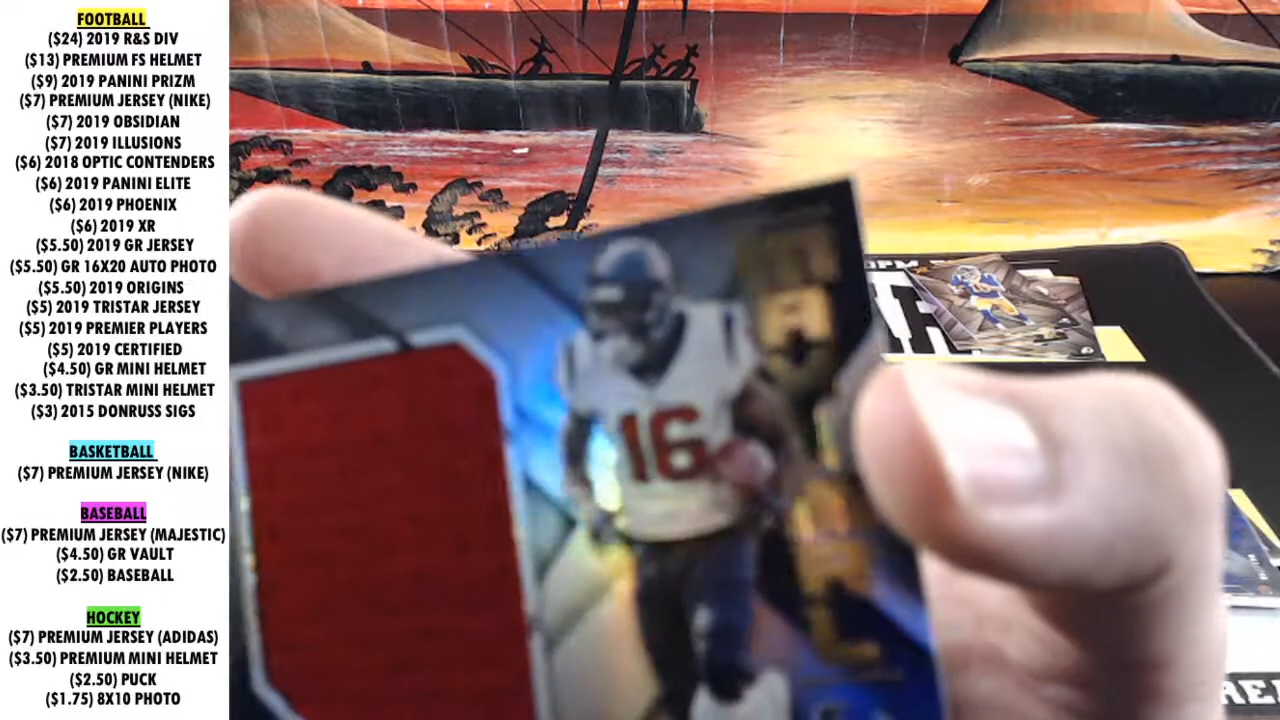 FOOTBALL
($24) 2019 R&S DIV
($13) PREMIUM FS HELMET
($9) 2019 PANINI PRIZM
($7) PREMIUM JERSEY (NIKE)
($7) 2019 OBSIDIAN
($7) 2019 ILLUSIONS
($6) 2018 OPTIC CONTENDERS
($6) 2019 PANINI ELITE
($6) 2019 PHOENIX
($6) 2019 XR
($5.50) 2019 GR JERSEY
($5.50) GR 16X20 AUTO PHOTO
($5.50) 2019 ORIGINS
($5) 2019 TRISTAR JERSEY
($5) 2019 PREMIER PLAYERS
($5) 2019 CERTIFIED
($4.50) GR MINI HELMET
($3.50) TRISTAR MINI HELMET
($3) 2015 DONRUSS SIGS
BASKETBALL
($7) PREMIUM JERSEY (NIKE)
BASEBALL
($7) PREMIUM JERSEY (MAJESTIC)
($4.50) GR VAULT
($2.50) BASEBALL
HOCKEY
($7) PREMIUM JERSEY (ADIDAS)
($3.50) PREMIUM MINI HELMET
($2.50) PUCK
($1.75) 8X10 PHOTO
16